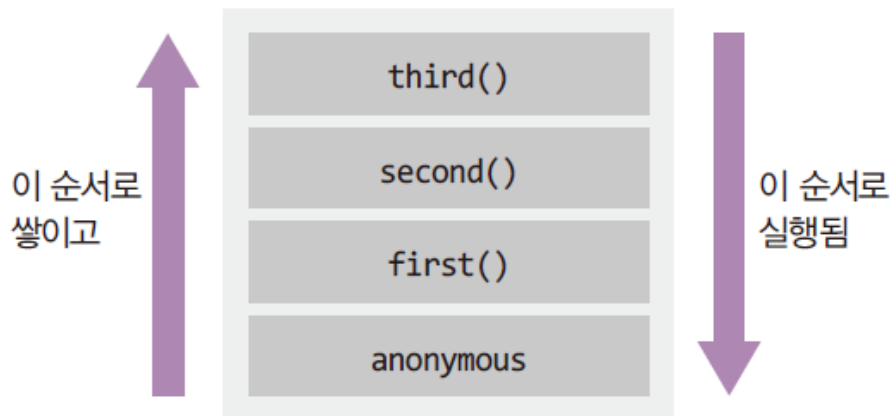 third()
second()
first()
anonymous
이 순서로
쌓이고
이 순서로
실행됨